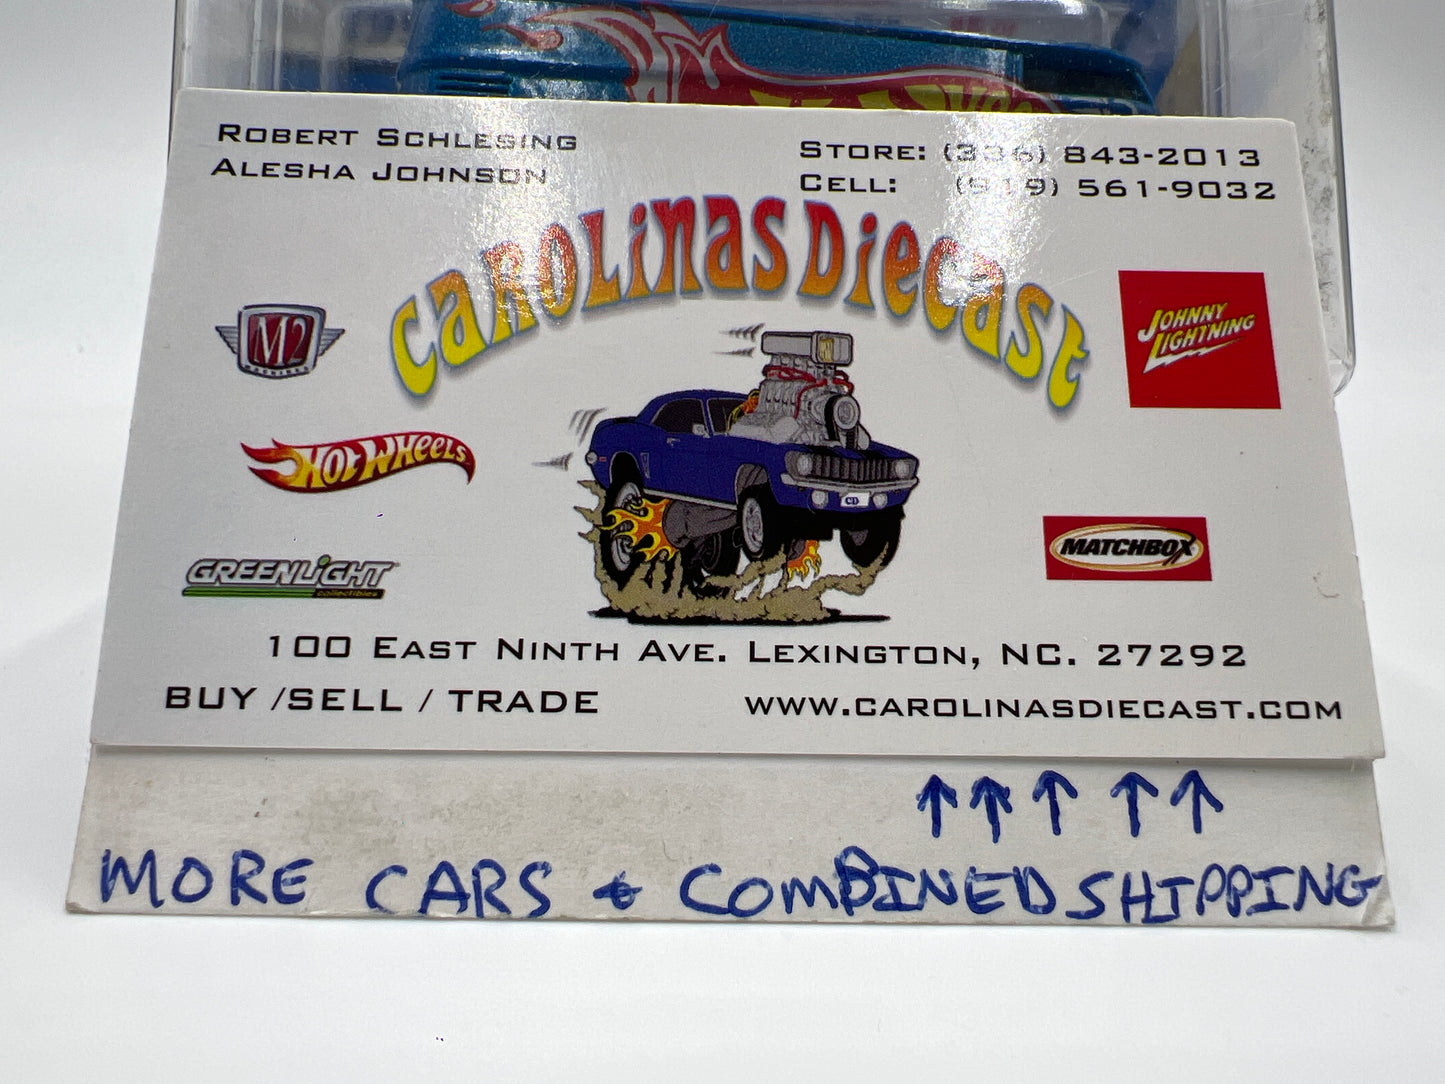 ROBERT SCHLESING
ALESHA JOHNSON
STORE: (336) 843-2013
CELL: (919) 561-9032
CAROLINAS DIECAST
M2
MACHINES
JOHNNY LIGHTNING
HOT WHEELS
MATCHBOX
GREENLIGHT
collectibles
100 EAST NINTH AVE. LEXINGTON, NC. 27292
BUY /SELL / TRADE
WWW.CAROLINASDIECAST.COM
↑↑↑ ↑↑
MORE CARS & COMBINED SHIPPING